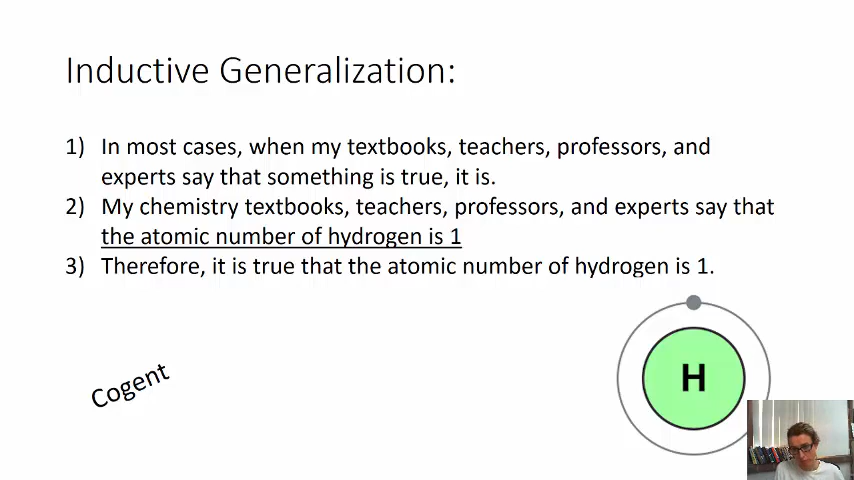 Inductive Generalization:
1) In most cases, when my textbooks, teachers, professors, and
experts say that something is true, it is.
2) My chemistry textbooks, teachers, professors, and experts say that
the atomic number of hydrogen is 1
3) Therefore, it is true that the atomic number of hydrogen is 1.
Cogent
H